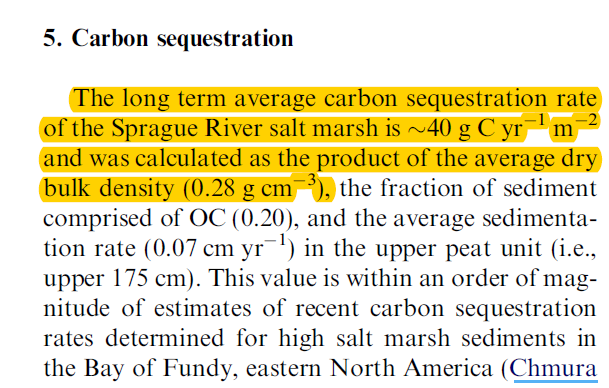 5. Carbon sequestration
The long term average carbon sequestration rate
of the Sprague River salt marsh is ~40 g C yr⁻¹ m⁻²
and was calculated as the product of the average dry
bulk density (0.28 g cm⁻³), the fraction of sediment
comprised of OC (0.20), and the average sedimenta-
tion rate (0.07 cm yr⁻¹) in the upper peat unit (i.e.,
upper 175 cm). This value is within an order of mag-
nitude of estimates of recent carbon sequestration
rates determined for high salt marsh sediments in
the Bay of Fundy, eastern North America (Chmura